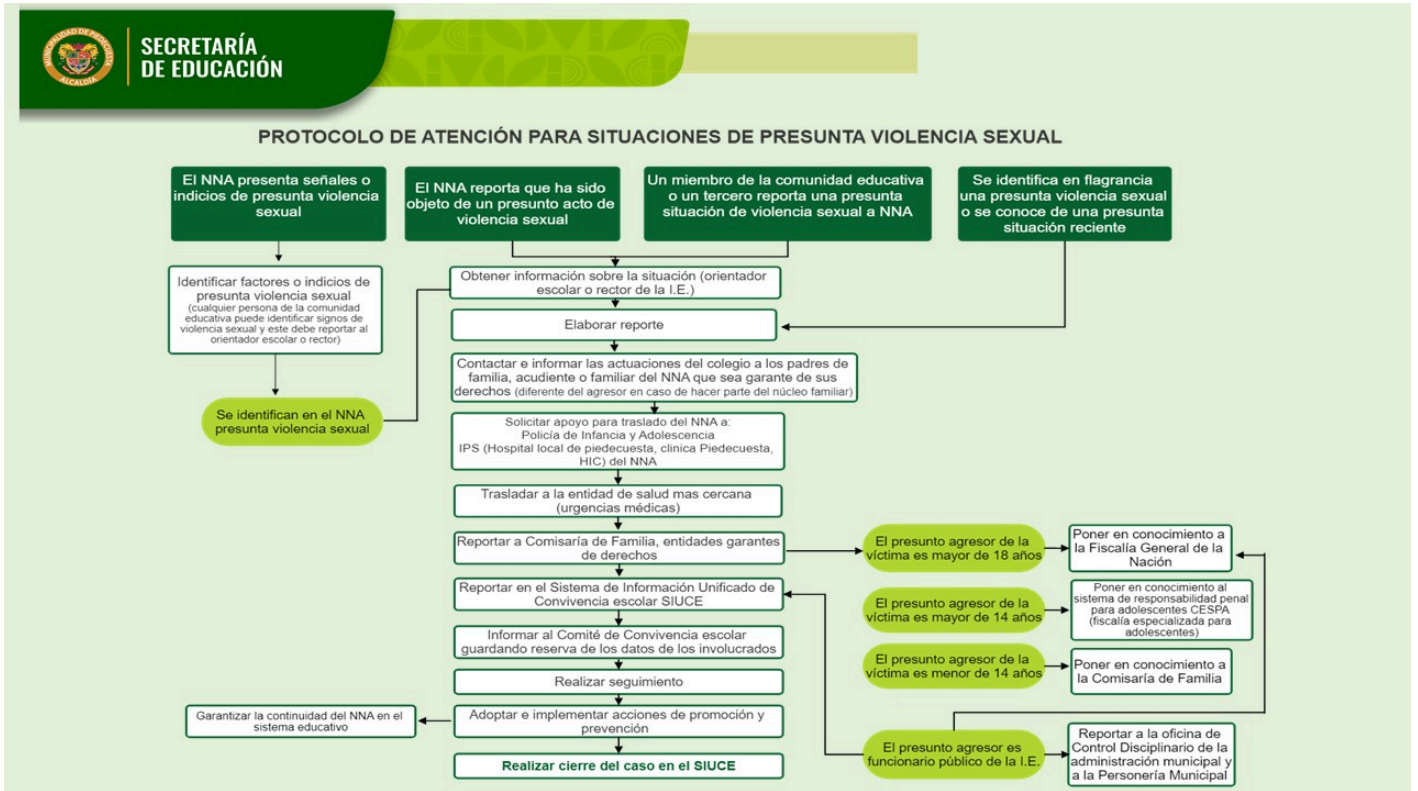 MUNICIPALIDAD DE PIEDECUESTA
ALCALDÍA
SECRETARÍA
DE EDUCACIÓN
PROTOCOLO DE ATENCIÓN PARA SITUACIONES DE PRESUNTA VIOLENCIA SEXUAL
El NNA presenta señales o
indicios de presunta violencia
sexual
El NNA reporta que ha sido
objeto de un presunto acto de
violencia sexual
Un miembro de la comunidad educativa
o un tercero reporta una presunta
situación de violencia sexual a NNA
Se identifica en flagrancia
una presunta violencia sexual
o se conoce de una presunta
situación reciente
Identificar factores o indicios de
presunta violencia sexual
(cualquier persona de la comunidad
educativa puede identificar signos de
violencia sexual y este debe reportar al
orientador escolar o rector)
Se identifican en el NNA
presunta violencia sexual
Obtener información sobre la situación (orientador
escolar o rector de la I.E.)
Elaborar reporte
Contactar e informar las actuaciones del colegio a los padres de
familia, acudiente o familiar del NNA que sea garante de sus
derechos (diferente del agresor en caso de hacer parte del núcleo familiar)
Solicitar apoyo para traslado del NNA a:
Policía de Infancia y Adolescencia
IPS (Hospital local de piedecuesta, clinica Piedecuesta,
HIC) del NNA
Trasladar a la entidad de salud mas cercana
(urgencias médicas)
Reportar a Comisaría de Familia, entidades garantes
de derechos
Reportar en el Sistema de Información Unificado de
Convivencia escolar SIUCE
Informar al Comité de Convivencia escolar
guardando reserva de los datos de los involucrados
Realizar seguimiento
Adoptar e implementar acciones de promoción y
prevención
Garantizar la continuidad del NNA en el
sistema educativo
Realizar cierre del caso en el SIUCE
El presunto agresor de la
víctima es mayor de 18 años
Poner en conocimiento a
la Fiscalía General de la
Nación
El presunto agresor de la
víctima es mayor de 14 años
Poner en conocimiento al
sistema de responsabilidad penal
para adolescentes CESPA
(fiscalía especializada para
adolescentes)
El presunto agresor de la
víctima es menor de 14 años
Poner en conocimiento a
la Comisaría de Familia
El presunto agresor es
funcionario público de la I.E.
Reportar a la oficina de
Control Disciplinario de la
administración municipal y
a la Personería Municipal